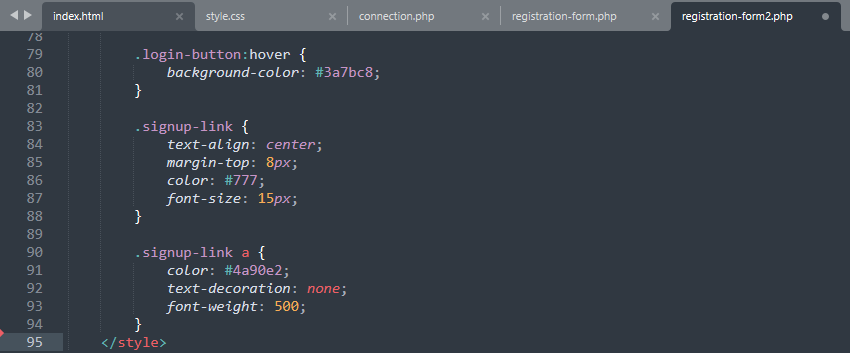 index.html style.css connection.php registration-form.php registration-form2.php
78
79 .login-button:hover {
80 background-color: #3a7bc8;
81 }
82
83 .signup-link {
84 text-align: center;
85 margin-top: 8px;
86 color: #777;
87 font-size: 15px;
88 }
89
90 .signup-link a {
91 color: #4a90e2;
92 text-decoration: none;
93 font-weight: 500;
94 }
95 </style>